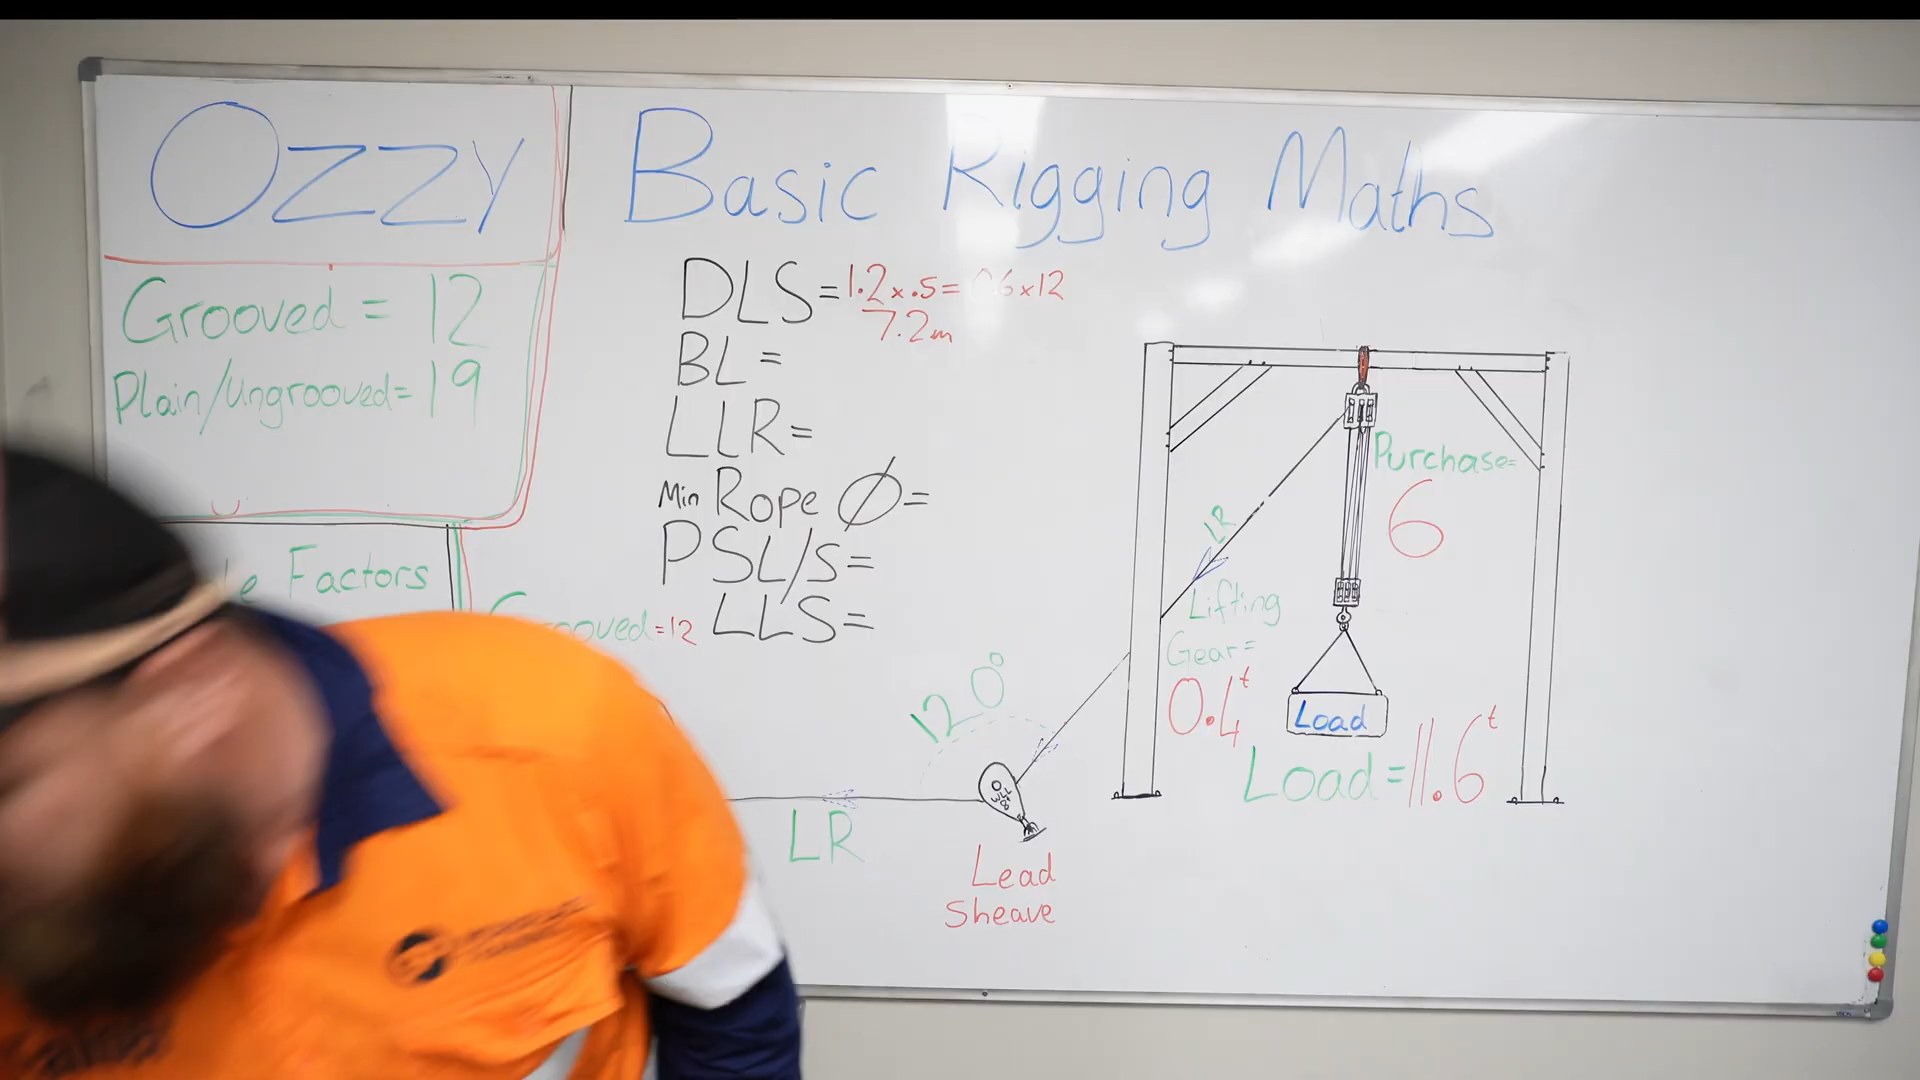 Ozzy
Basic Rigging Maths
Grooved = 12
Plain/Ungrooved = 19
Factors
DLS = 1.2 x .5 = 6 x 12
7.2m
BL =
LLR =
Min Rope Ø =
PSL/S =
LLS =
Grooved = 12
Purchase =
6
LR
Lifting
Gear =
0.4t
Load
Load = 11.6t
120°
LR
Lead
Sheave